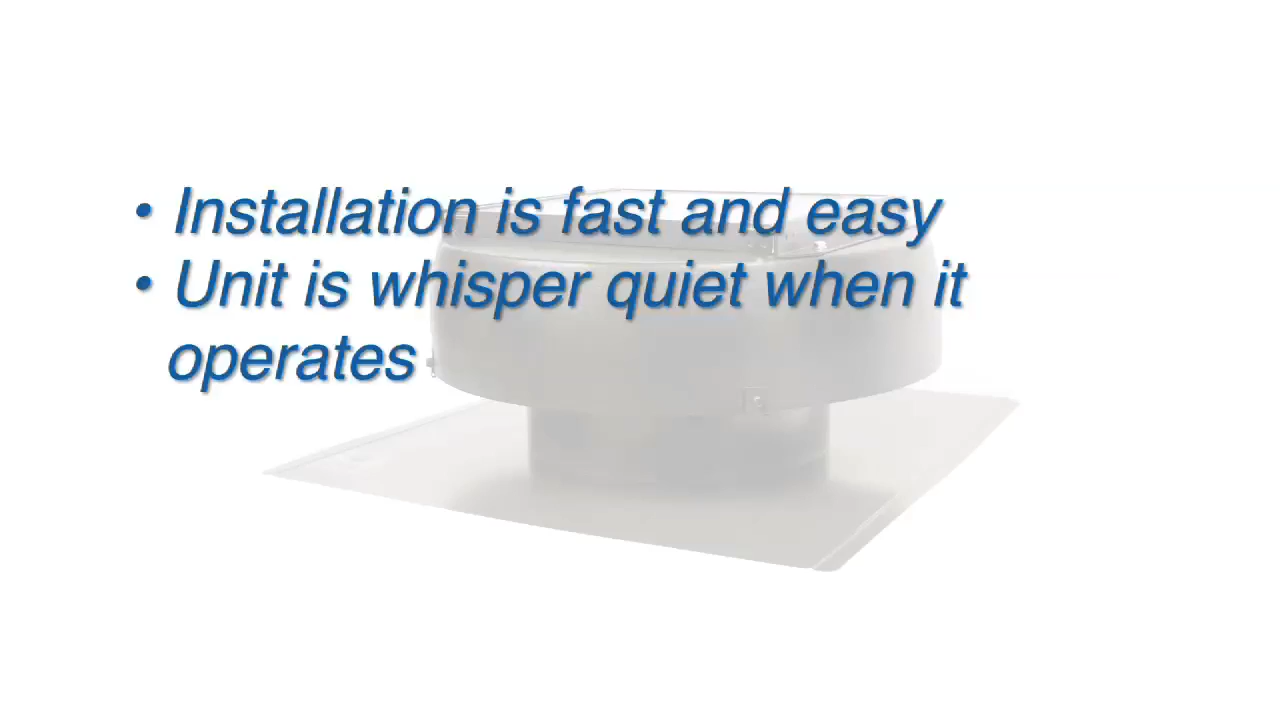 • Installation is fast and easy
• Unit is whisper quiet when it
operates